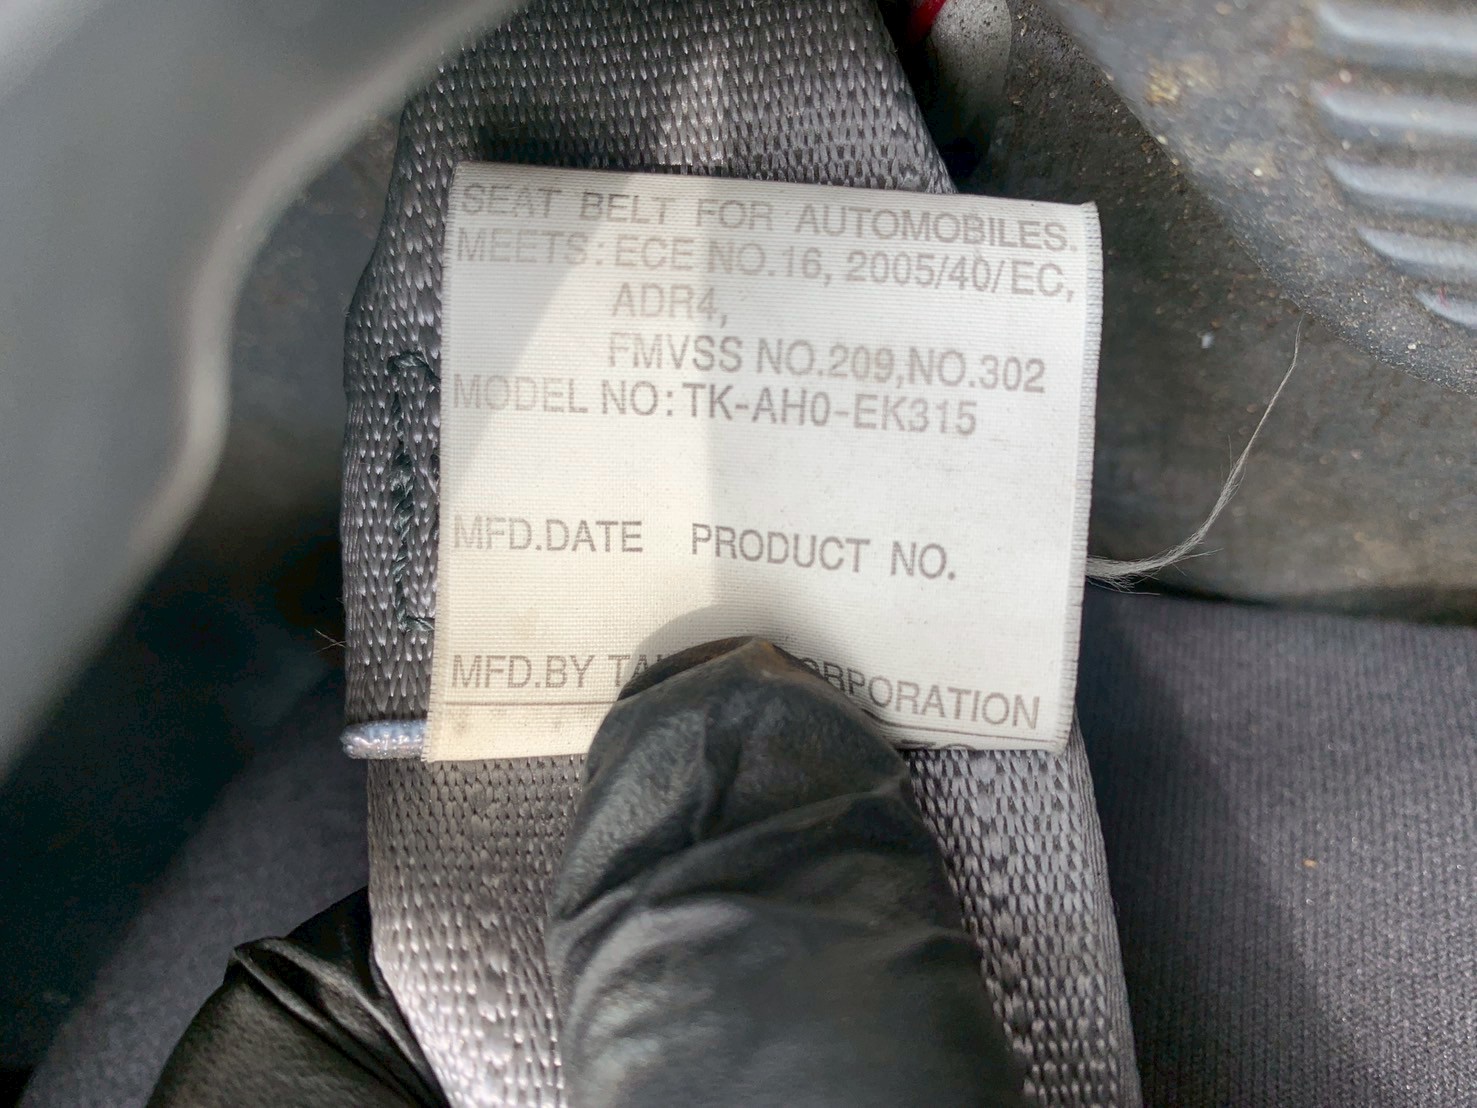 SEAT BELT FOR AUTOMOBILES.
MEETS: ECE NO.16, 2005/40/EC,
ADR4,
FMVSS NO.209,NO.302
MODEL NO: TK-AH0-EK315
MFD.DATE PRODUCT NO.
MFD.BY